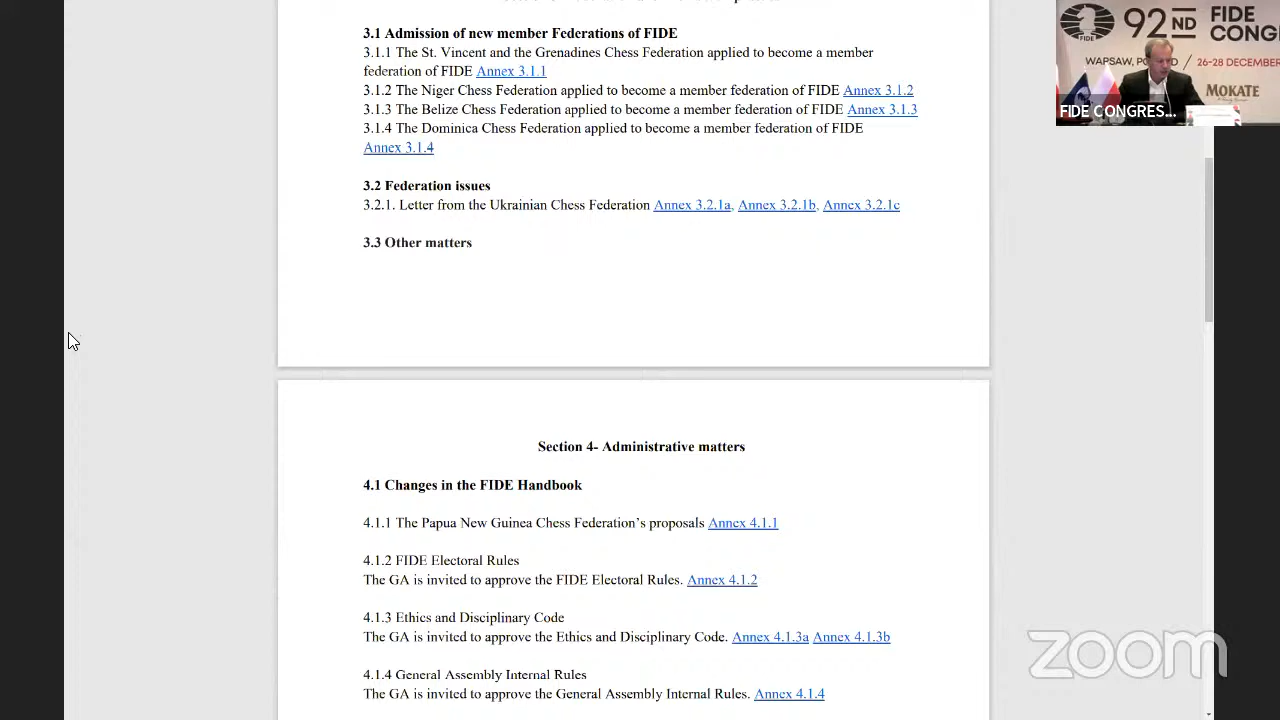 3.1 Admission of new member Federations of FIDE
3.1.1 The St. Vincent and the Grenadines Chess Federation applied to become a member
federation of FIDE Annex 3.1.1
3.1.2 The Niger Chess Federation applied to become a member federation of FIDE Annex 3.1.2
3.1.3 The Belize Chess Federation applied to become a member federation of FIDE Annex 3.1.3
3.1.4 The Dominica Chess Federation applied to become a member federation of FIDE
Annex 3.1.4
3.2 Federation issues
3.2.1. Letter from the Ukrainian Chess Federation Annex 3.2.1a, Annex 3.2.1b, Annex 3.2.1c
3.3 Other matters
Section 4- Administrative matters
4.1 Changes in the FIDE Handbook
4.1.1 The Papua New Guinea Chess Federation’s proposals Annex 4.1.1
4.1.2 FIDE Electoral Rules
The GA is invited to approve the FIDE Electoral Rules. Annex 4.1.2
4.1.3 Ethics and Disciplinary Code
The GA is invited to approve the Ethics and Disciplinary Code. Annex 4.1.3a Annex 4.1.3b
4.1.4 General Assembly Internal Rules
The GA is invited to approve the General Assembly Internal Rules. Annex 4.1.4
FIDE
92ND
FIDE
CONG
26-28 DECEMBER
MOKATE
FIDE CONGRES...
zoom